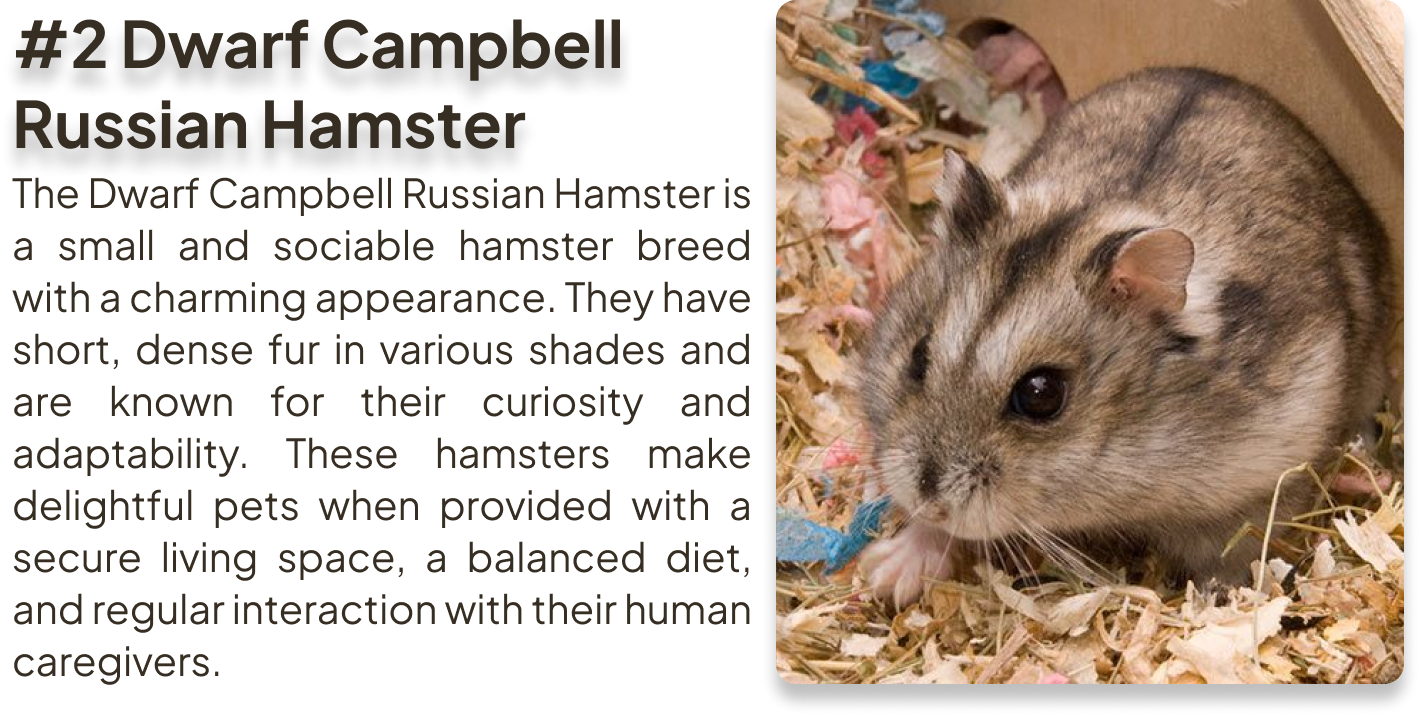 #2 Dwarf Campbell
Russian Hamster
The Dwarf Campbell Russian Hamster is
a small and sociable hamster breed
with a charming appearance. They have
short, dense fur in various shades and
are known for their curiosity and
adaptability. These hamsters make
delightful pets when provided with a
secure living space, a balanced diet,
and regular interaction with their human
caregivers.